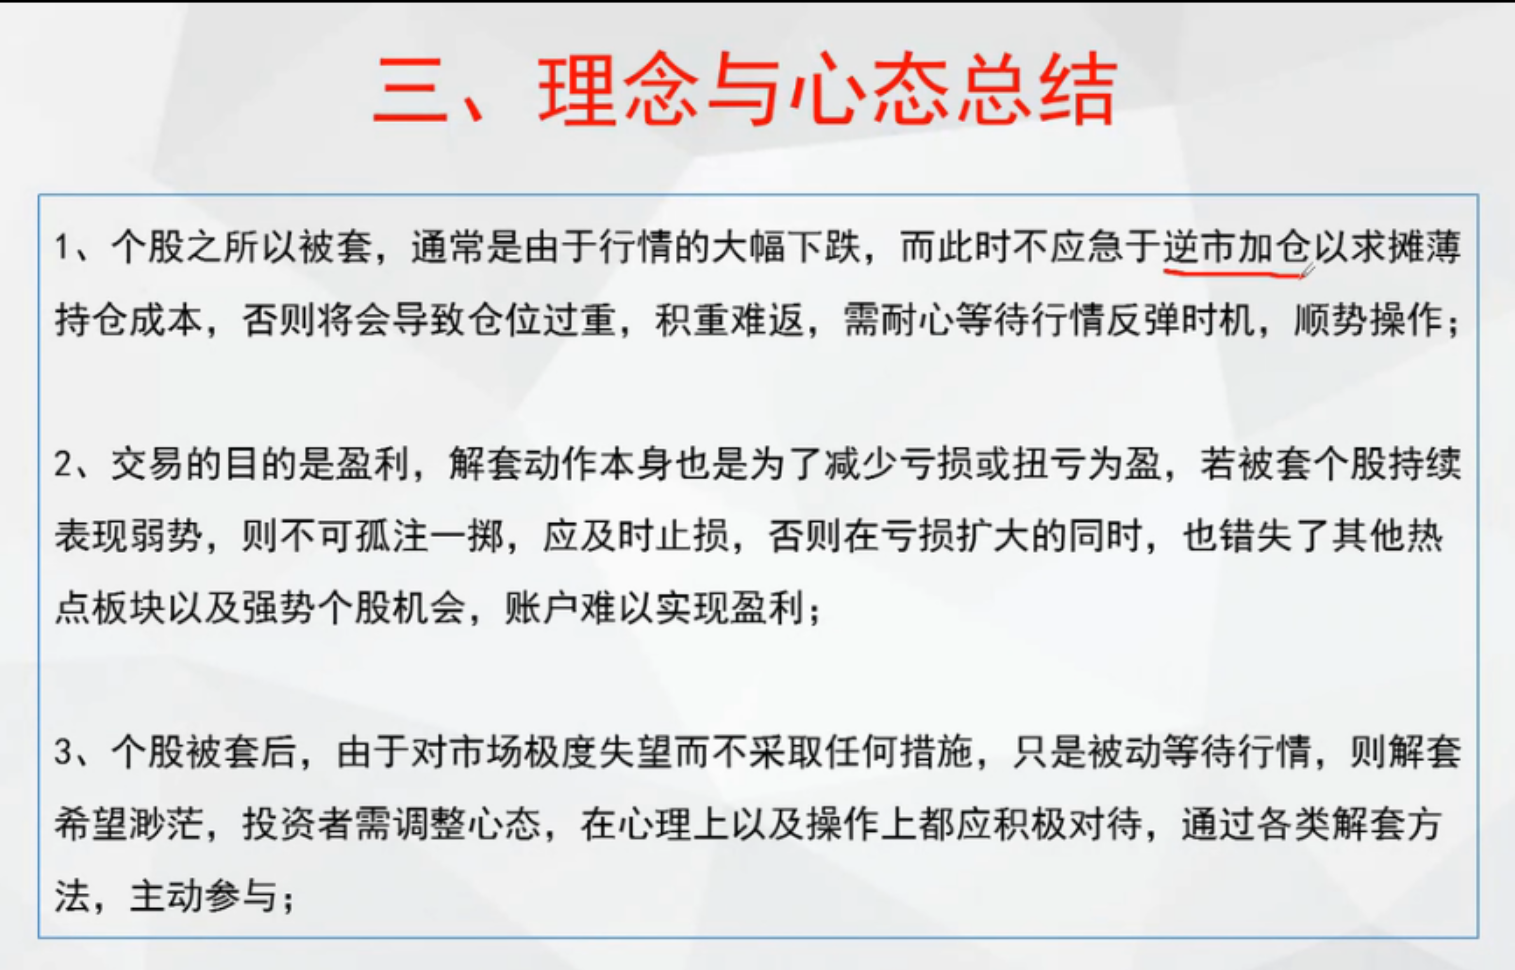 三、理念与心态总结
1、个股之所以被套，通常是由于行情的大幅下跌，而此时不应急于逆市加仓以求摊薄
持仓成本，否则将会导致仓位过重，积重难返，需耐心等待行情反弹时机，顺势操作；
2、交易的目的是盈利，解套动作本身也是为了减少亏损或扭亏为盈，若被套个股持续
表现弱势，则不可孤注一掷，应及时止损，否则在亏损扩大的同时，也错失了其他热
点板块以及强势个股机会，账户难以实现盈利；
3、个股被套后，由于对市场极度失望而不采取任何措施，只是被动等待行情，则解套
希望渺茫，投资者需调整心态，在心理上以及操作上都应积极对待，通过各类解套方
法，主动参与；